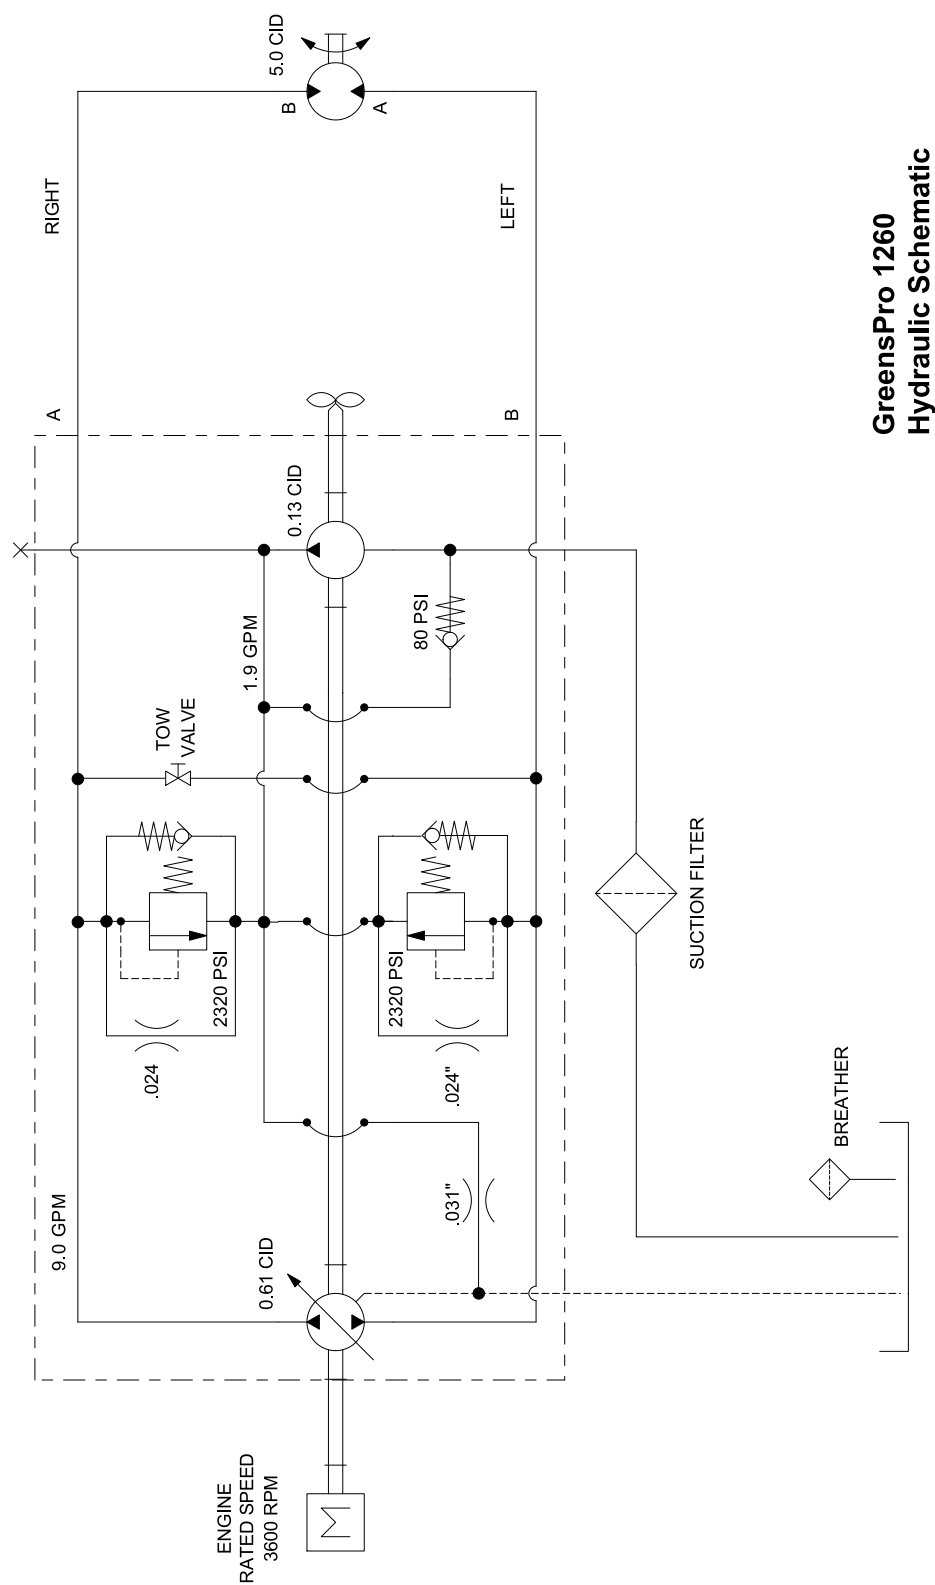 ENGINE
RATED SPEED
3600 RPM
M
9.0 GPM
0.61 CID
.031"
.024
2320 PSI
.024"
2320 PSI
TOW
VALVE
1.9 GPM
80 PSI
0.13 CID
A
B
RIGHT
LEFT
5.0 CID
B
A
SUCTION FILTER
BREATHER
GreensPro 1260
Hydraulic Schematic